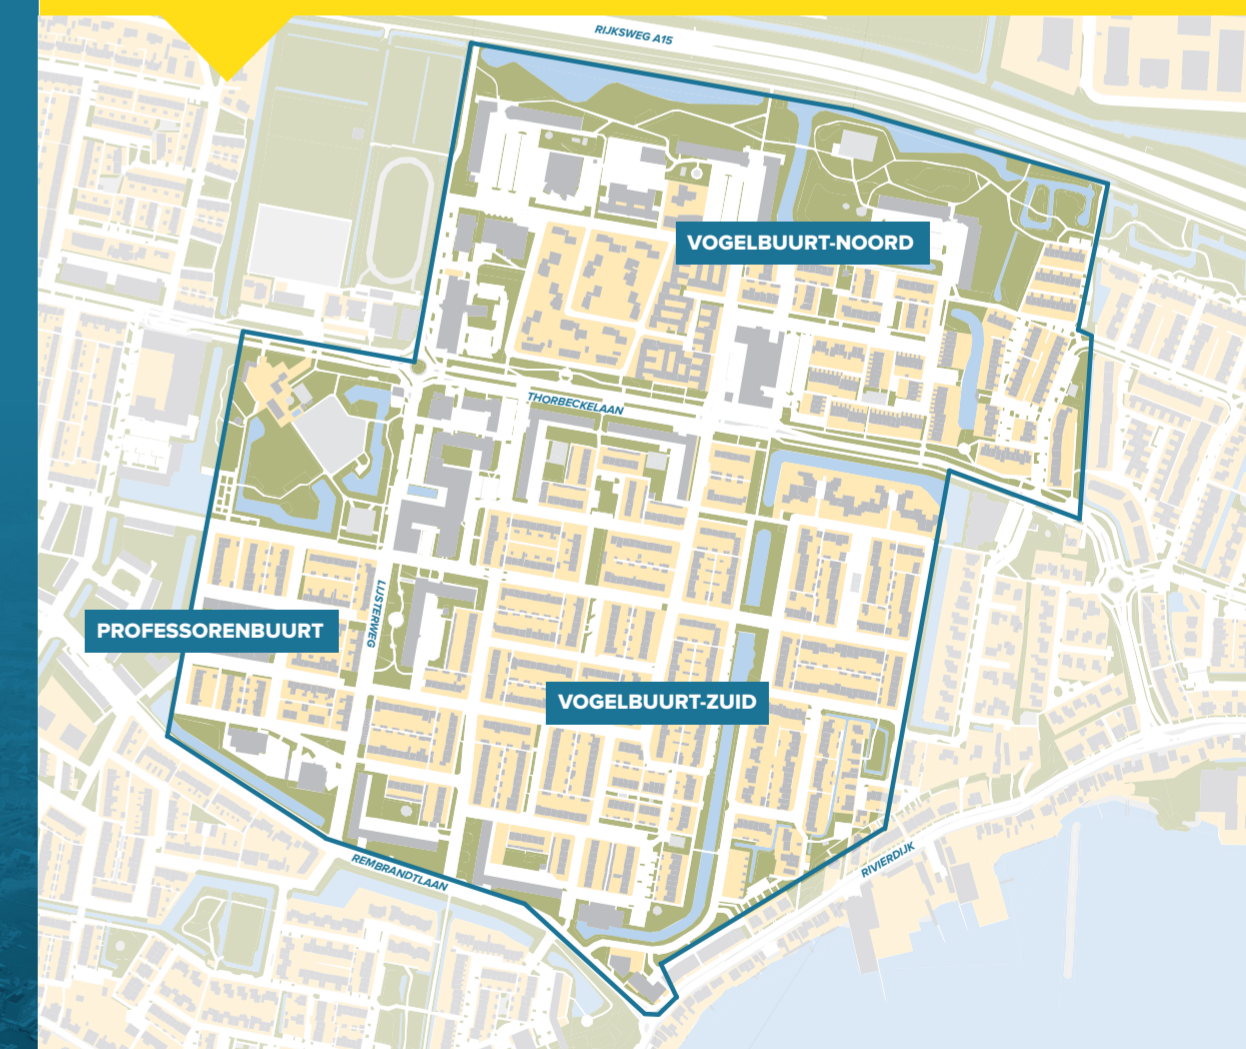 RIJKSWEG A15
VOGELBUURT-NOORD
THORBECKELAAN
LIJSTERWEG
PROFESSORENBUURT
VOGELBUURT-ZUID
REMBRANDTLAAN
RIVIERDIJK